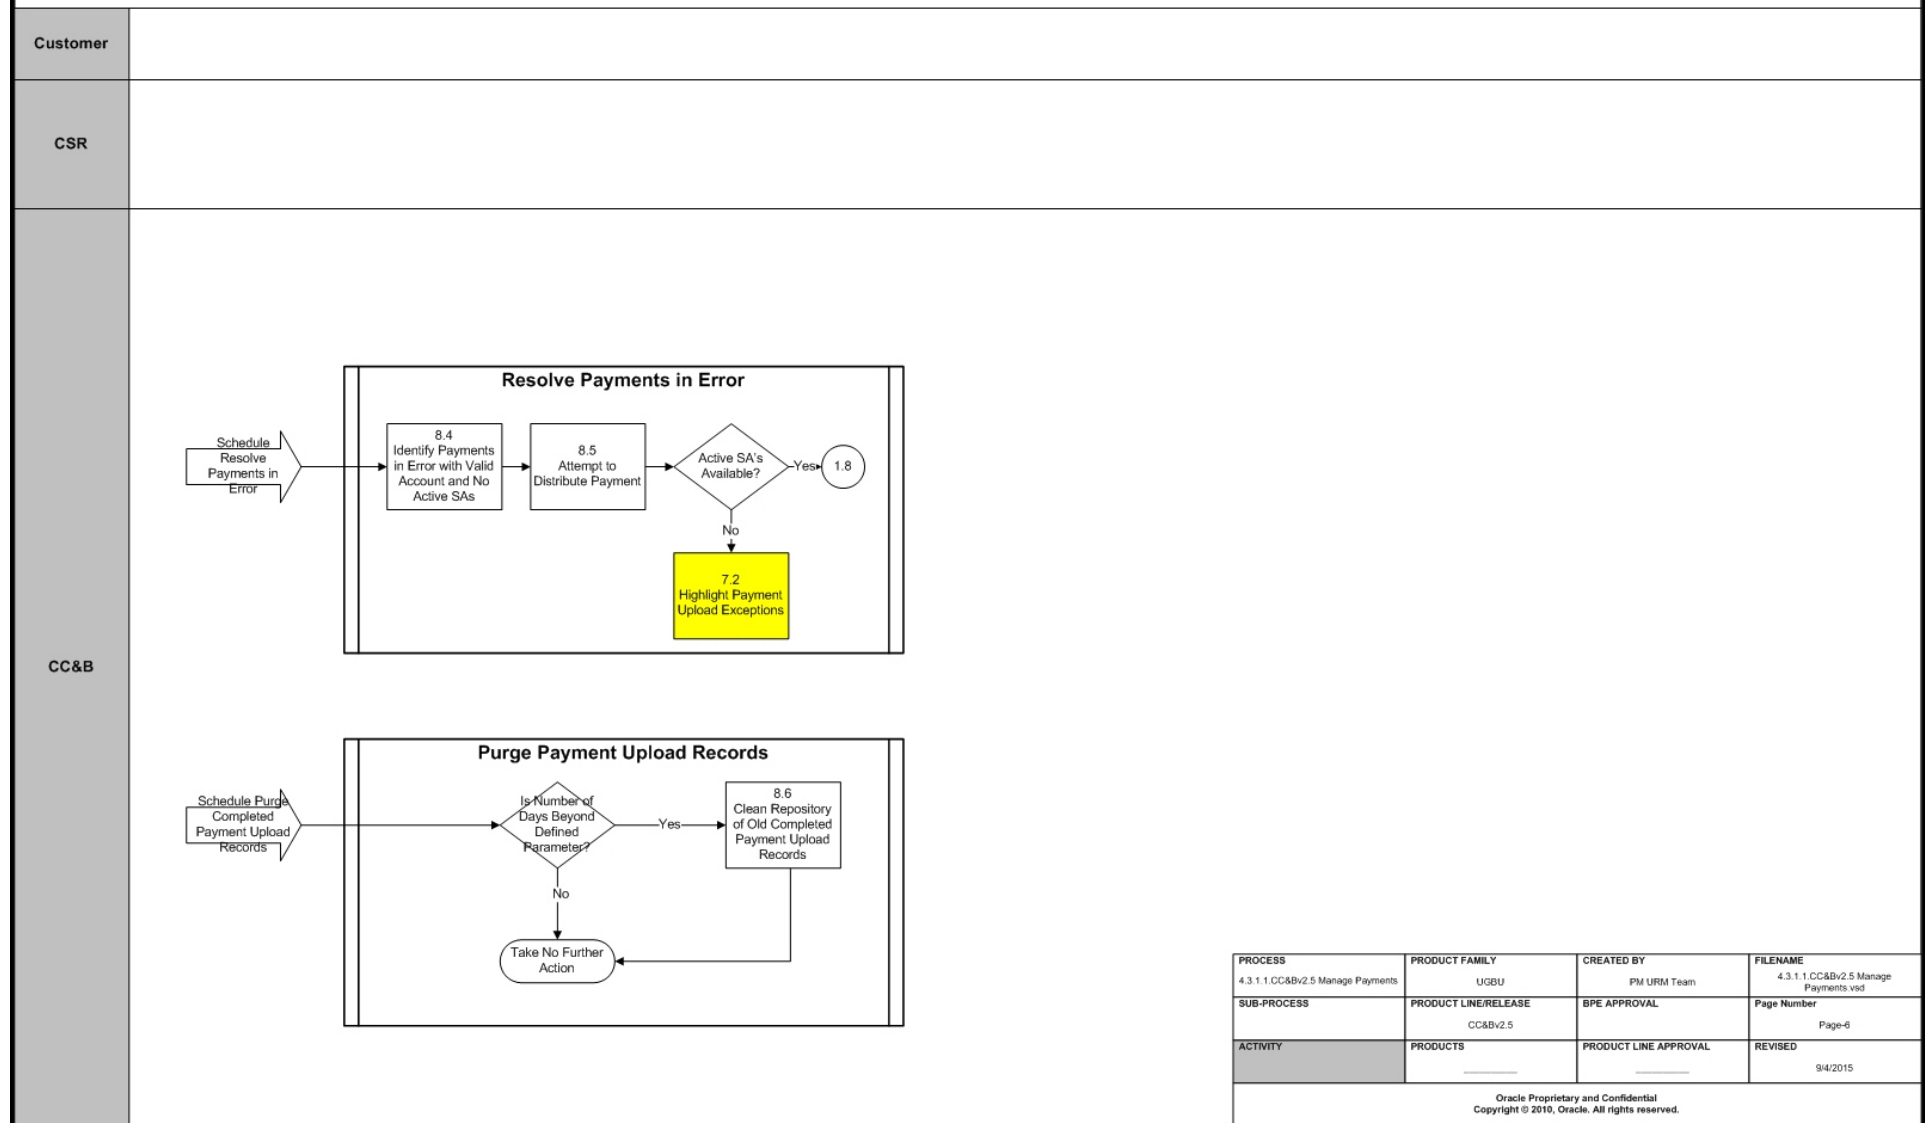 Customer
CSR
CC&B
Resolve Payments in Error
Schedule
Resolve
Payments in
Error
8.4
Identify Payments
in Error with Valid
Account and No
Active SAs
8.5
Attempt to
Distribute Payment
Active SA's
Available?
Yes
1.8
No
7.2
Highlight Payment
Upload Exceptions
Purge Payment Upload Records
Schedule Purge
Completed
Payment Upload
Records
Is Number of
Days Beyond
Defined
Parameter?
Yes
8.6
Clean Repository
of Old Completed
Payment Upload
Records
No
Take No Further
Action
PROCESS
4.3.1.1.CC&Bv2.5 Manage Payments
PRODUCT FAMILY
UGBU
CREATED BY
PM URM Team
FILENAME
4.3.1.1.CC&Bv2.5 Manage
Payments.vsd
SUB-PROCESS
PRODUCT LINE/RELEASE
CC&Bv2.5
BPE APPROVAL
Page Number
Page-6
ACTIVITY
PRODUCTS
PRODUCT LINE APPROVAL
REVISED
9/4/2015
Oracle Proprietary and Confidential
Copyright © 2010, Oracle. All rights reserved.